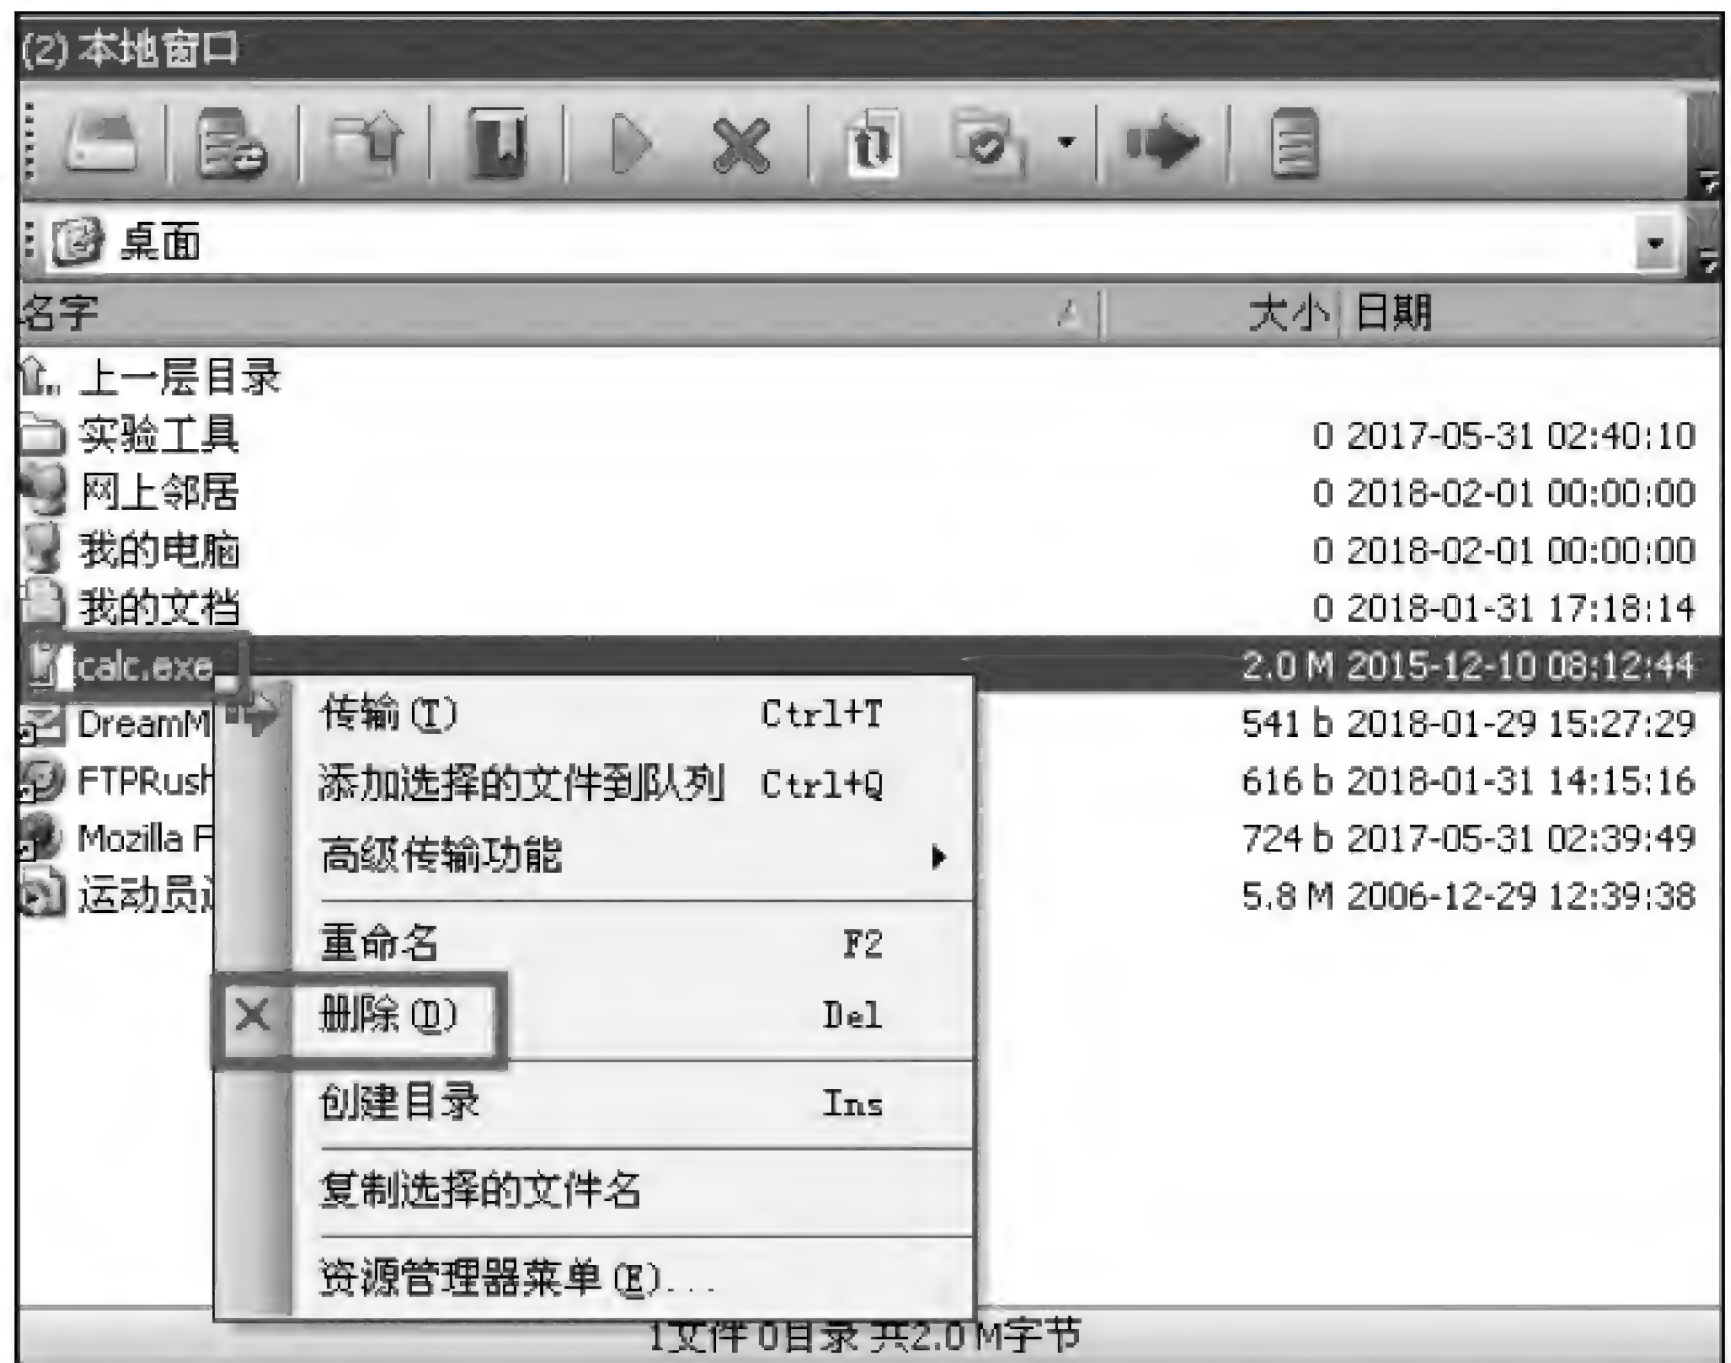 (2) 本地窗口
桌面
名字 大小 日期
上一层目录
实验工具 0 2017-05-31 02:40:10
网上邻居 0 2018-02-01 00:00:00
我的电脑 0 2018-02-01 00:00:00
我的文档 0 2018-01-31 17:18:14
calc.exe 2.0 M 2015-12-10 08:12:44
DreamM 541 b 2018-01-29 15:27:29
FTPRush 616 b 2018-01-31 14:15:16
Mozilla F 724 b 2017-05-31 02:39:49
运动员 5.8 M 2006-12-29 12:39:38
传输(T) Ctrl+T
添加选择的文件到队列 Ctrl+Q
高级传输功能
重命名 F2
删除(D) Del
创建目录 Ins
复制选择的文件名
资源管理器菜单(E)...
1文件 0目录 共2.0 M字节